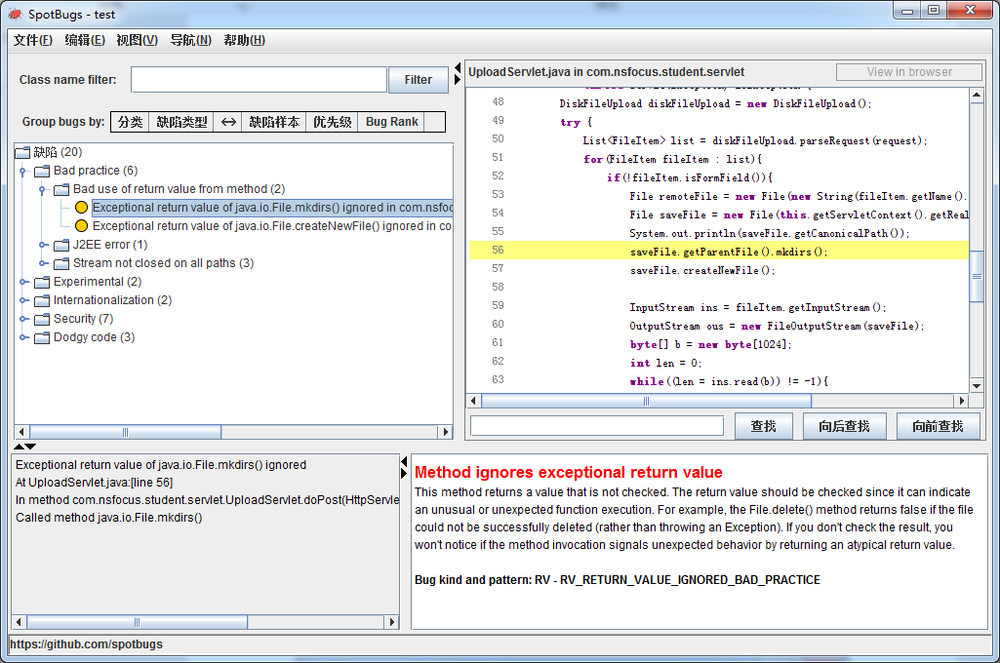 SpotBugs - test
文件(F) 编辑(E) 视图(V) 导航(N) 帮助(H)
Class name filter:
Filter
Group bugs by:
分类 缺陷类型 ↔ 缺陷样本 优先级 Bug Rank
缺陷 (20)
Bad practice (6)
Bad use of return value from method (2)
Exceptional return value of java.io.File.mkdirs() ignored in com.nsfoc
Exceptional return value of java.io.File.createNewFile() ignored in co
J2EE error (1)
Stream not closed on all paths (3)
Experimental (2)
Internationalization (2)
Security (7)
Dodgy code (3)
UploadServlet.java in com.nsfocus.student.servlet
View in browser
48 DiskFileUpload diskFileUpload = new DiskFileUpload();
49 try {
50 List<FileItem> list = diskFileUpload.parseRequest(request);
51 for(FileItem fileItem : list){
52 if(!fileItem.isFormField()){
53 File remoteFile = new File(new String(fileItem.getName().
54 File saveFile = new File(this.getServletContext().getReal
55 System.out.println(saveFile.getCanonicalPath());
56 saveFile.getParentFile().mkdirs();
57 saveFile.createNewFile();
58
59 InputStream ins = fileItem.getInputStream();
60 OutputStream ous = new FileOutputStream(saveFile);
61 byte[] b = new byte[1024];
62 int len = 0;
63 while((len = ins.read(b)) != -1){
查找 向后查找 向前查找
Exceptional return value of java.io.File.mkdirs() ignored
At UploadServlet.java:[line 56]
In method com.nsfocus.student.servlet.UploadServlet.doPost(HttpServle
Called method java.io.File.mkdirs()
Method ignores exceptional return value
This method returns a value that is not checked. The return value should be checked since it can indicate
an unusual or unexpected function execution. For example, the File.delete() method returns false if the file
could not be successfully deleted (rather than throwing an Exception). If you don't check the result, you
won't notice if the method invocation signals unexpected behavior by returning an atypical return value.
Bug kind and pattern: RV - RV_RETURN_VALUE_IGNORED_BAD_PRACTICE
https://github.com/spotbugs